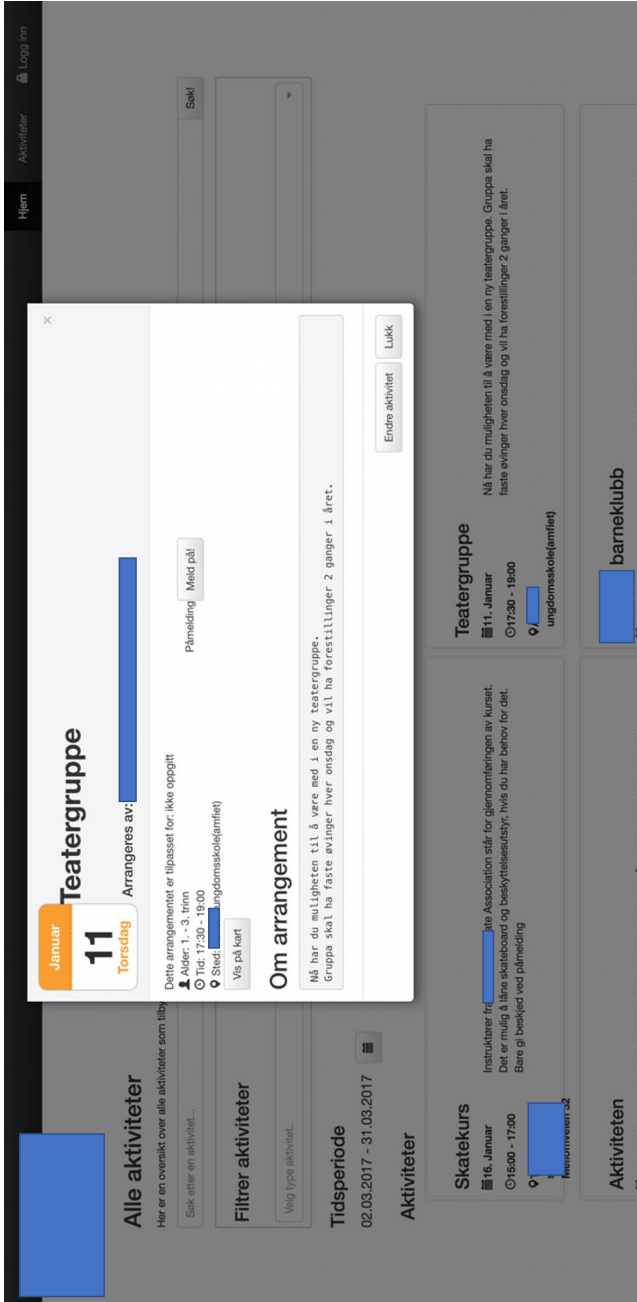 Hjem
Aktiviteter
Logg inn
Alle aktiviteter
Her er en oversikt over alle aktiviteter som tilby
Søk etter en aktivitet...
Søk!
Filtrer aktiviteter
Velg type aktivitet..
Tidsperiode
02.03.2017 - 31.03.2017
Aktiviteter
Januar
11
Torsdag
Teatergruppe
×
Arrangeres av:
Dette arrangementet er tilpasset for: ikke oppgitt
Alder: 1. - 3. trinn
Tid: 17:30 - 19:00
Sted: ungdomsskole(amfiet)
Påmelding Meld på!
Vis på kart
Om arrangement
Nå har du muligheten til å være med i en ny teatergruppe.
Gruppa skal ha faste øvinger hver onsdag og vil ha forestillinger 2 ganger i året.
Endre aktivitet
Lukk
Skatekurs
16. Januar
15:00 - 17:00
Instruktører fra ate Association står for gjennomføringen av kurset.
Det er mulig å låne skateboard og beskyttelsesutstyr, hvis du har behov for det.
Bare gi beskjed ved påmelding
Teatergruppe
11. Januar
17:30 - 19:00
ungdomsskole(amfiet)
Nå har du muligheten til å være med i en ny teatergruppe. Gruppa skal ha
faste øvinger hver onsdag og vil ha forestillinger 2 ganger i året.
Aktiviteten
barneklubb